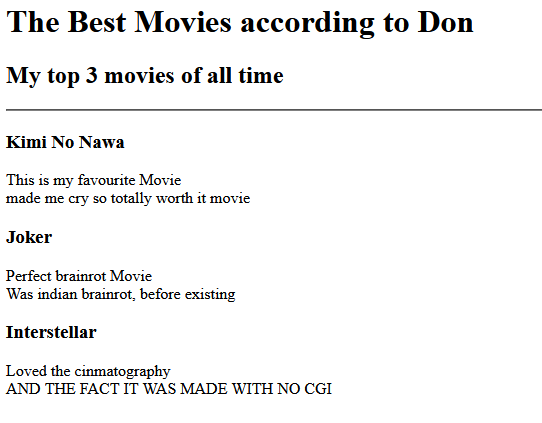 The Best Movies according to Don
My top 3 movies of all time
Kimi No Nawa
This is my favourite Movie
made me cry so totally worth it movie
Joker
Perfect brainrot Movie
Was indian brainrot, before existing
Interstellar
Loved the cinmatography
AND THE FACT IT WAS MADE WITH NO CGI